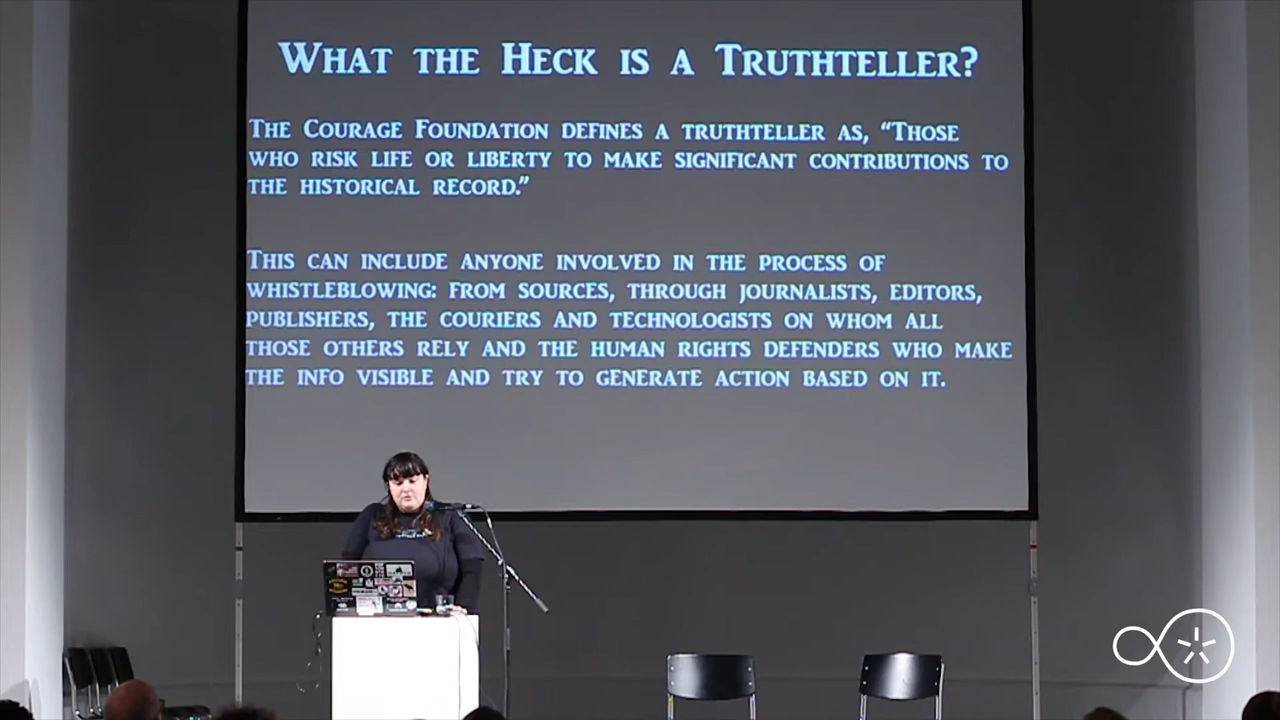 What the Heck is a Truthteller?
The Courage Foundation defines a truthteller as, “Those
who risk life or liberty to make significant contributions to
the historical record.”
This can include anyone involved in the process of
whistleblowing: from sources, through journalists, editors,
publishers, the couriers and technologists on whom all
those others rely and the human rights defenders who make
the info visible and try to generate action based on it.